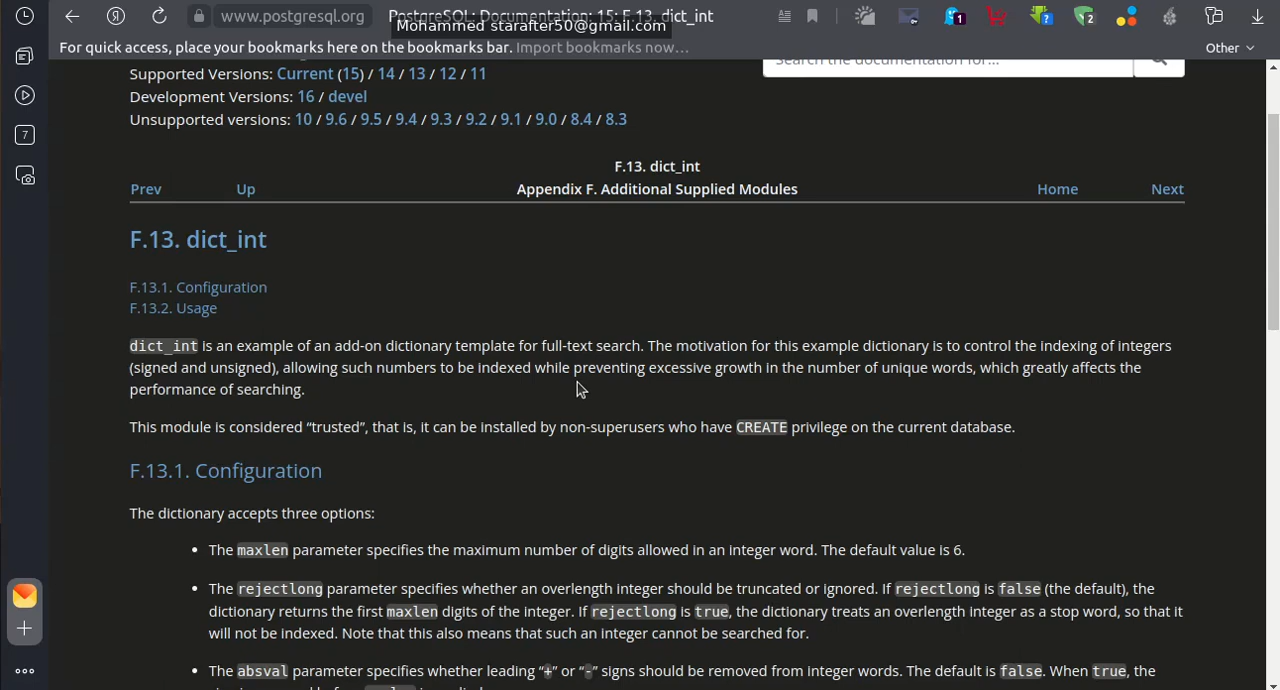 www.postgresql.org
PostgreSQL: Documentation: 15: F.13. dict_int
Mohammed starafter50@gmail.com
1
?
2
For quick access, place your bookmarks here on the bookmarks bar. Import bookmarks now…
Other
7
Supported Versions: Current (15) / 14 / 13 / 12 / 11
Search the documentation for...
Development Versions: 16 / devel
Unsupported versions: 10 / 9.6 / 9.5 / 9.4 / 9.3 / 9.2 / 9.1 / 9.0 / 8.4 / 8.3
F.13. dict_int
Prev Up Appendix F. Additional Supplied Modules Home Next
F.13. dict_int
F.13.1. Configuration
F.13.2. Usage
dict_int is an example of an add-on dictionary template for full-text search. The motivation for this example dictionary is to control the indexing of integers
(signed and unsigned), allowing such numbers to be indexed while preventing excessive growth in the number of unique words, which greatly affects the
performance of searching.
This module is considered “trusted”, that is, it can be installed by non-superusers who have CREATE privilege on the current database.
F.13.1. Configuration
The dictionary accepts three options:
• The maxlen parameter specifies the maximum number of digits allowed in an integer word. The default value is 6.
• The rejectlong parameter specifies whether an overlength integer should be truncated or ignored. If rejectlong is false (the default), the
dictionary returns the first maxlen digits of the integer. If rejectlong is true, the dictionary treats an overlength integer as a stop word, so that it
will not be indexed. Note that this also means that such an integer cannot be searched for.
• The absval parameter specifies whether leading “+” or “-” signs should be removed from integer words. The default is false. When true, the